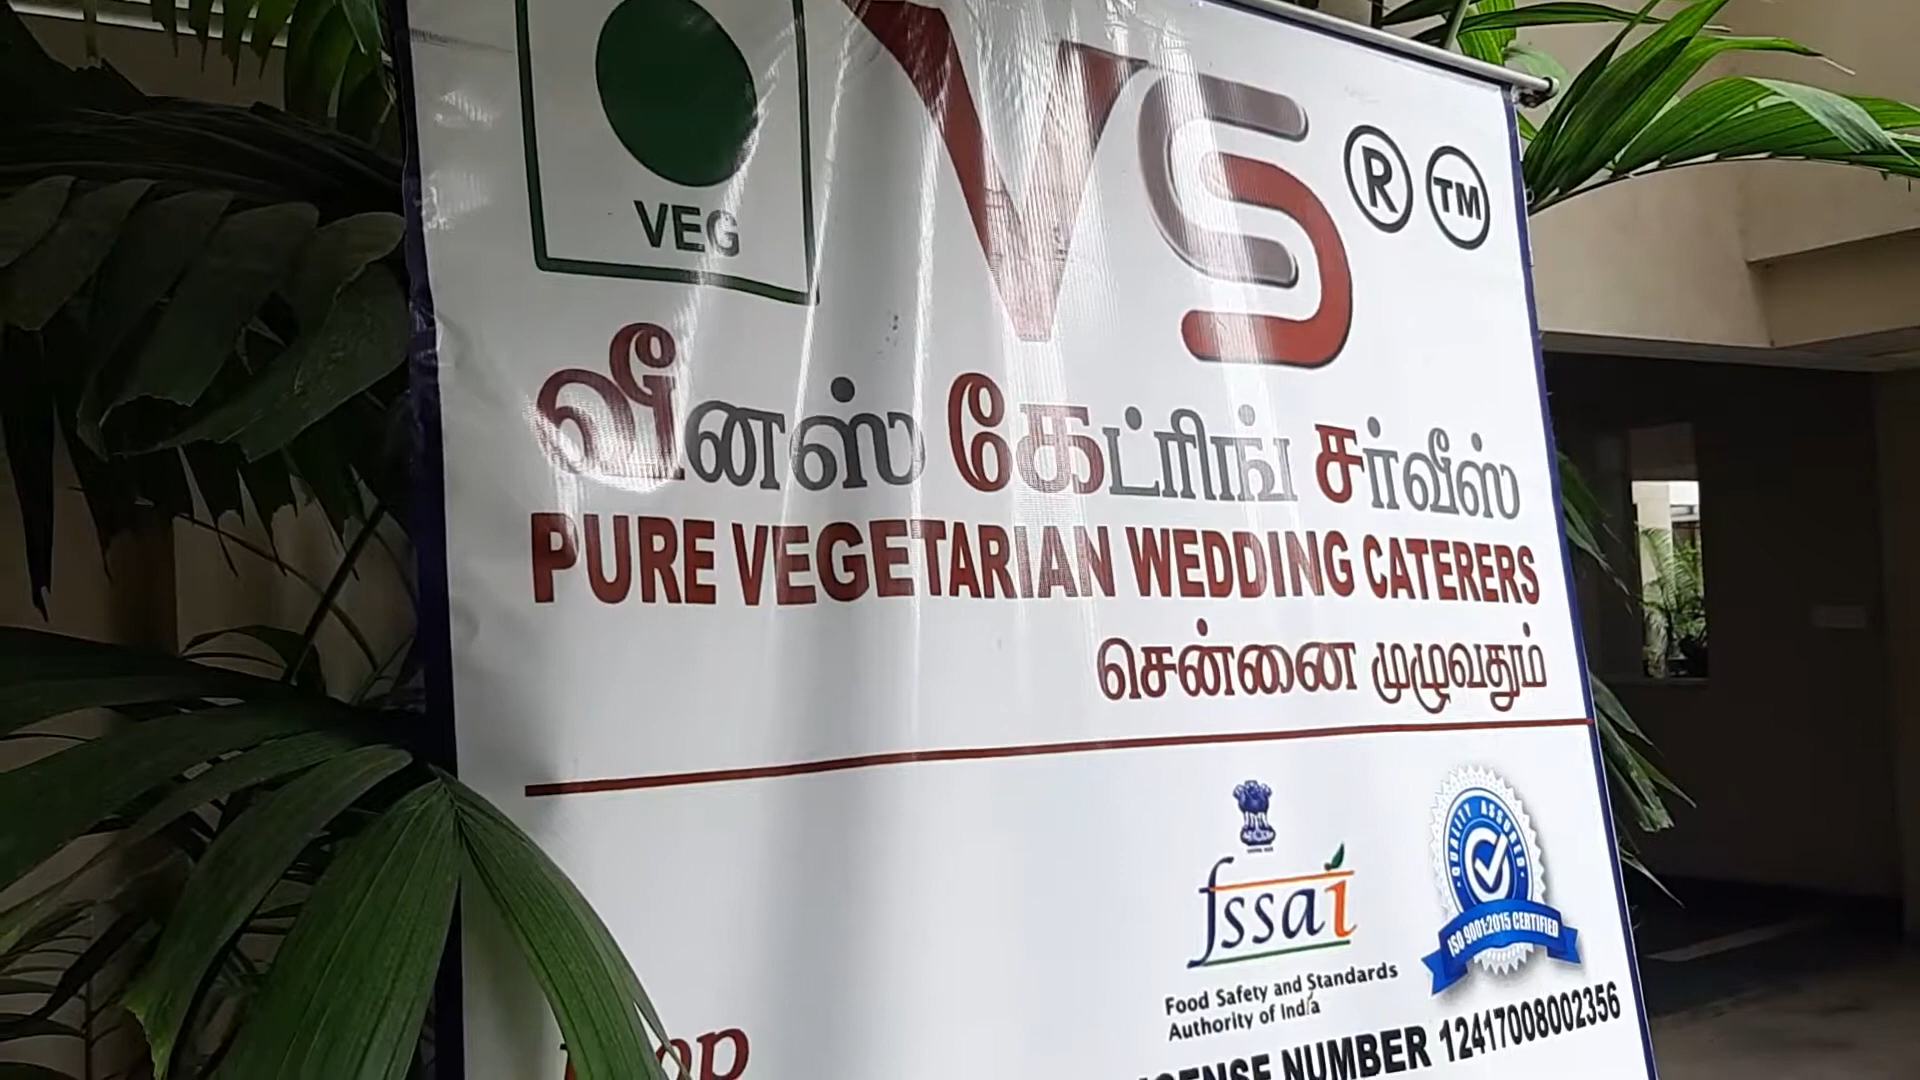 VEG
VS ® TM
வீனஸ் கேட்ரிங் சர்வீஸ்
PURE VEGETARIAN WEDDING CATERERS
சென்னை முழுவதும்
fssai
Food Safety and Standards
Authority of India
QUALITY ASSURED
ISO 9001:2015 CERTIFIED
NUMBER 12417008002356